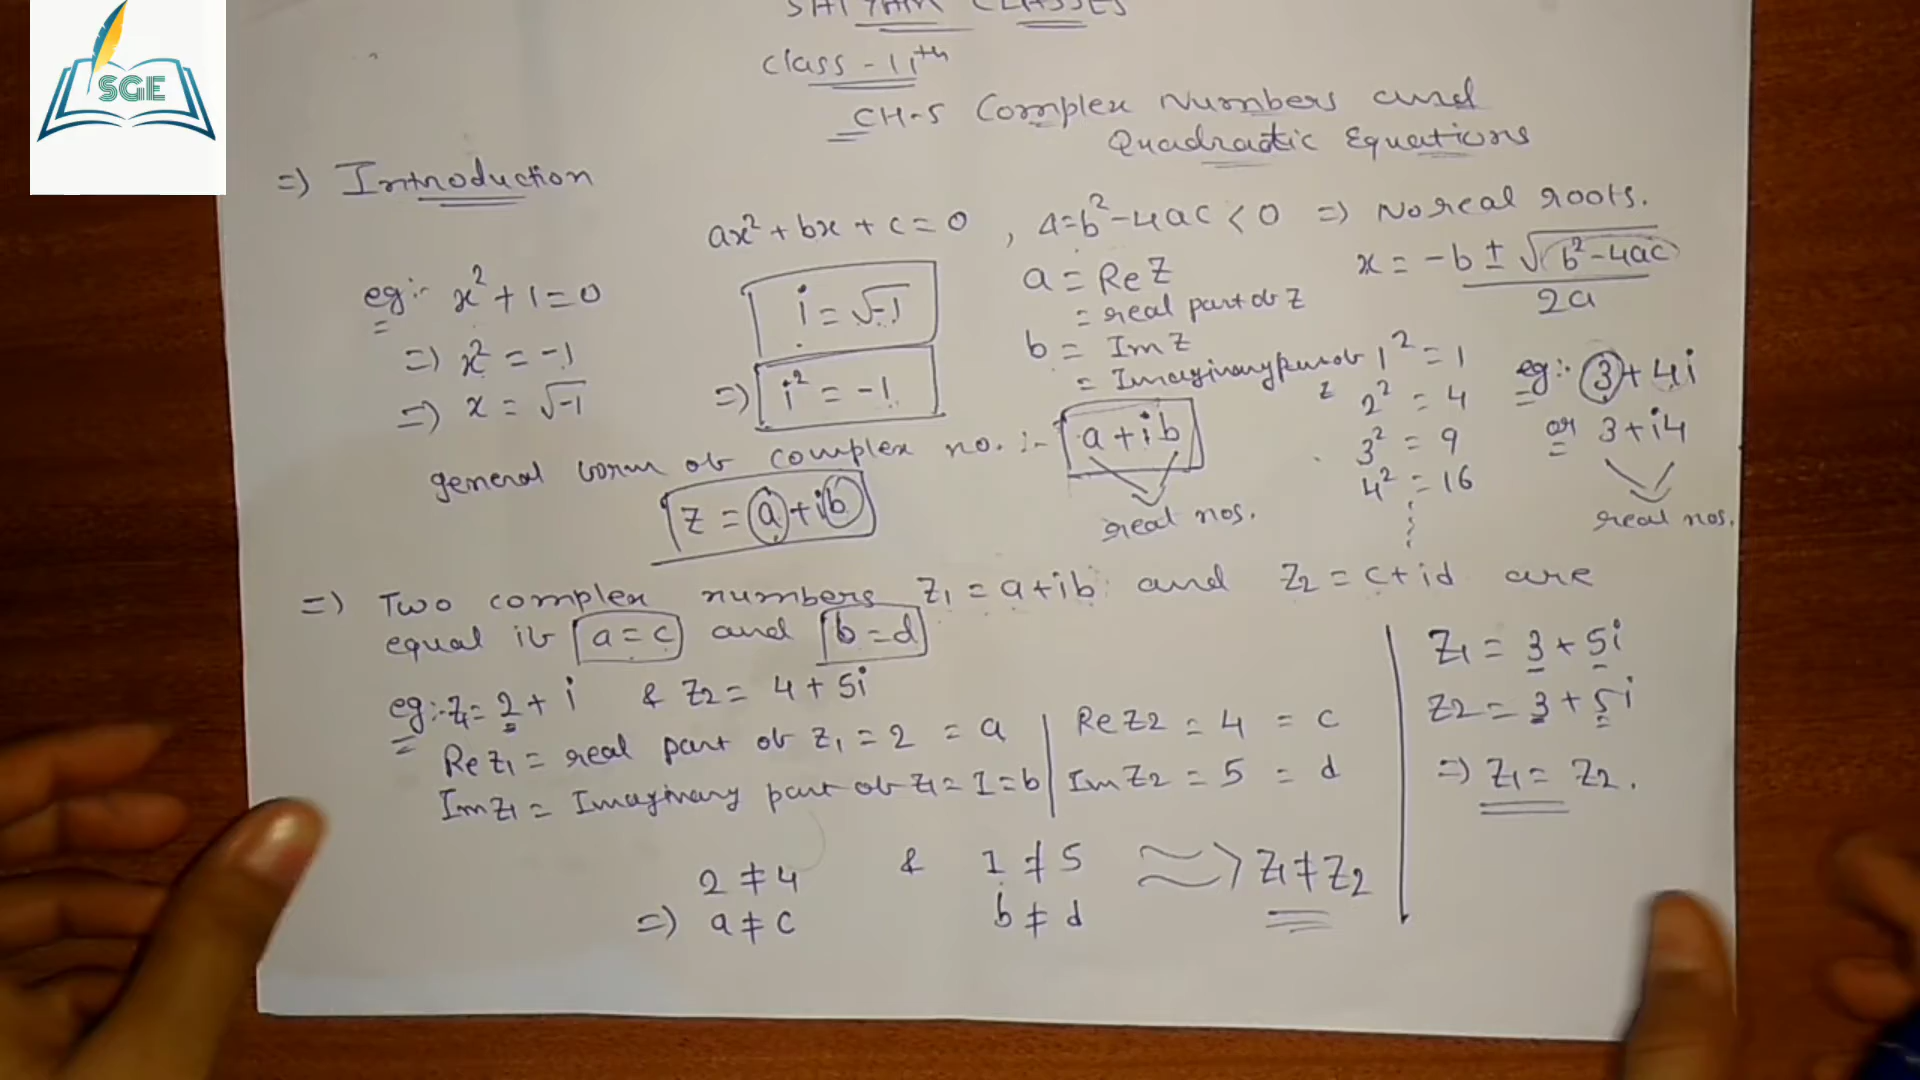 SGE
SATYAM CLASSES
Class - 11th
CH-5 Complex Numbers and
Quadractic Equations
=) Introduction
ax² + bx + c = 0 , Δ=b²-4ac < 0 => No real roots.
eg:- x² + 1 = 0
=) x² = -1
=) x = √-1
i = √-1
=) i² = -1
a = Re Z
= real part of Z
b = Im Z
= Imaginary part of
Z
x = -b ± √(b²-4ac)
2a
1² = 1
2² = 4
3² = 9
4² = 16
eg:- 3 + 4i
or 3 + i4
real nos.
general form of complex no. :- a + ib
real nos.
Z = a + ib
=) Two complex numbers Z₁ = a + ib and Z₂ = c + id are
equal if a = c and b = d
eg:- Z₁ = 2 + i & Z₂ = 4 + 5i
Re Z₁ = real part of Z₁ = 2 = a
Im Z₁ = Imaginary part of Z₁ = 1 = b
Re Z₂ = 4 = c
Im Z₂ = 5 = d
2 ≠ 4 & 1 ≠ 5 => Z₁ ≠ Z₂
=) a ≠ c b ≠ d
Z₁ = 3 + 5i
Z₂ = 3 + 5i
=) Z₁ = Z₂.